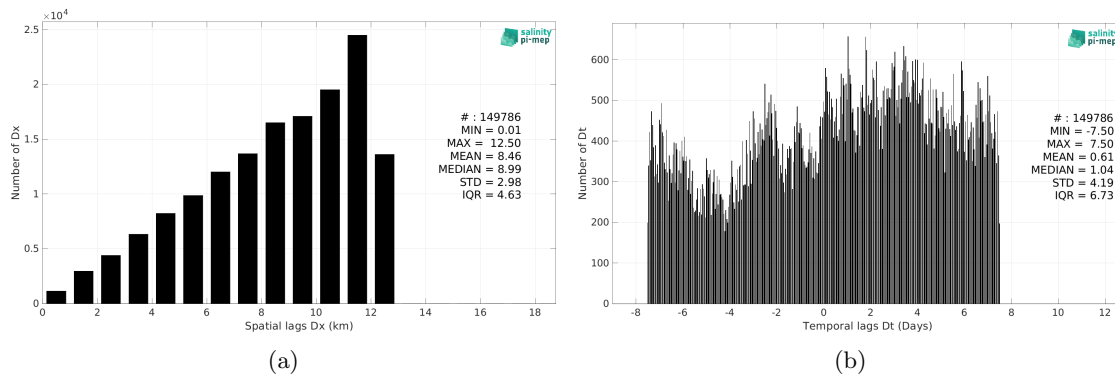 ×10⁴
2.5
2
1.5
1
0.5
0
0 2 4 6 8 10 12 14 16 18
Number of Dx
Spatial lags Dx (km)
salinity
pi-mep
# : 149786
MIN = 0.01
MAX = 12.50
MEAN = 8.46
MEDIAN = 8.99
STD = 2.98
IQR = 4.63
(a)
600
500
400
300
200
100
0
-8 -6 -4 -2 0 2 4 6 8 10 12
Number of Dt
Temporal lags Dt (Days)
salinity
pi-mep
# : 149786
MIN = -7.50
MAX = 7.50
MEAN = 0.61
MEDIAN = 1.04
STD = 4.19
IQR = 6.73
(b)